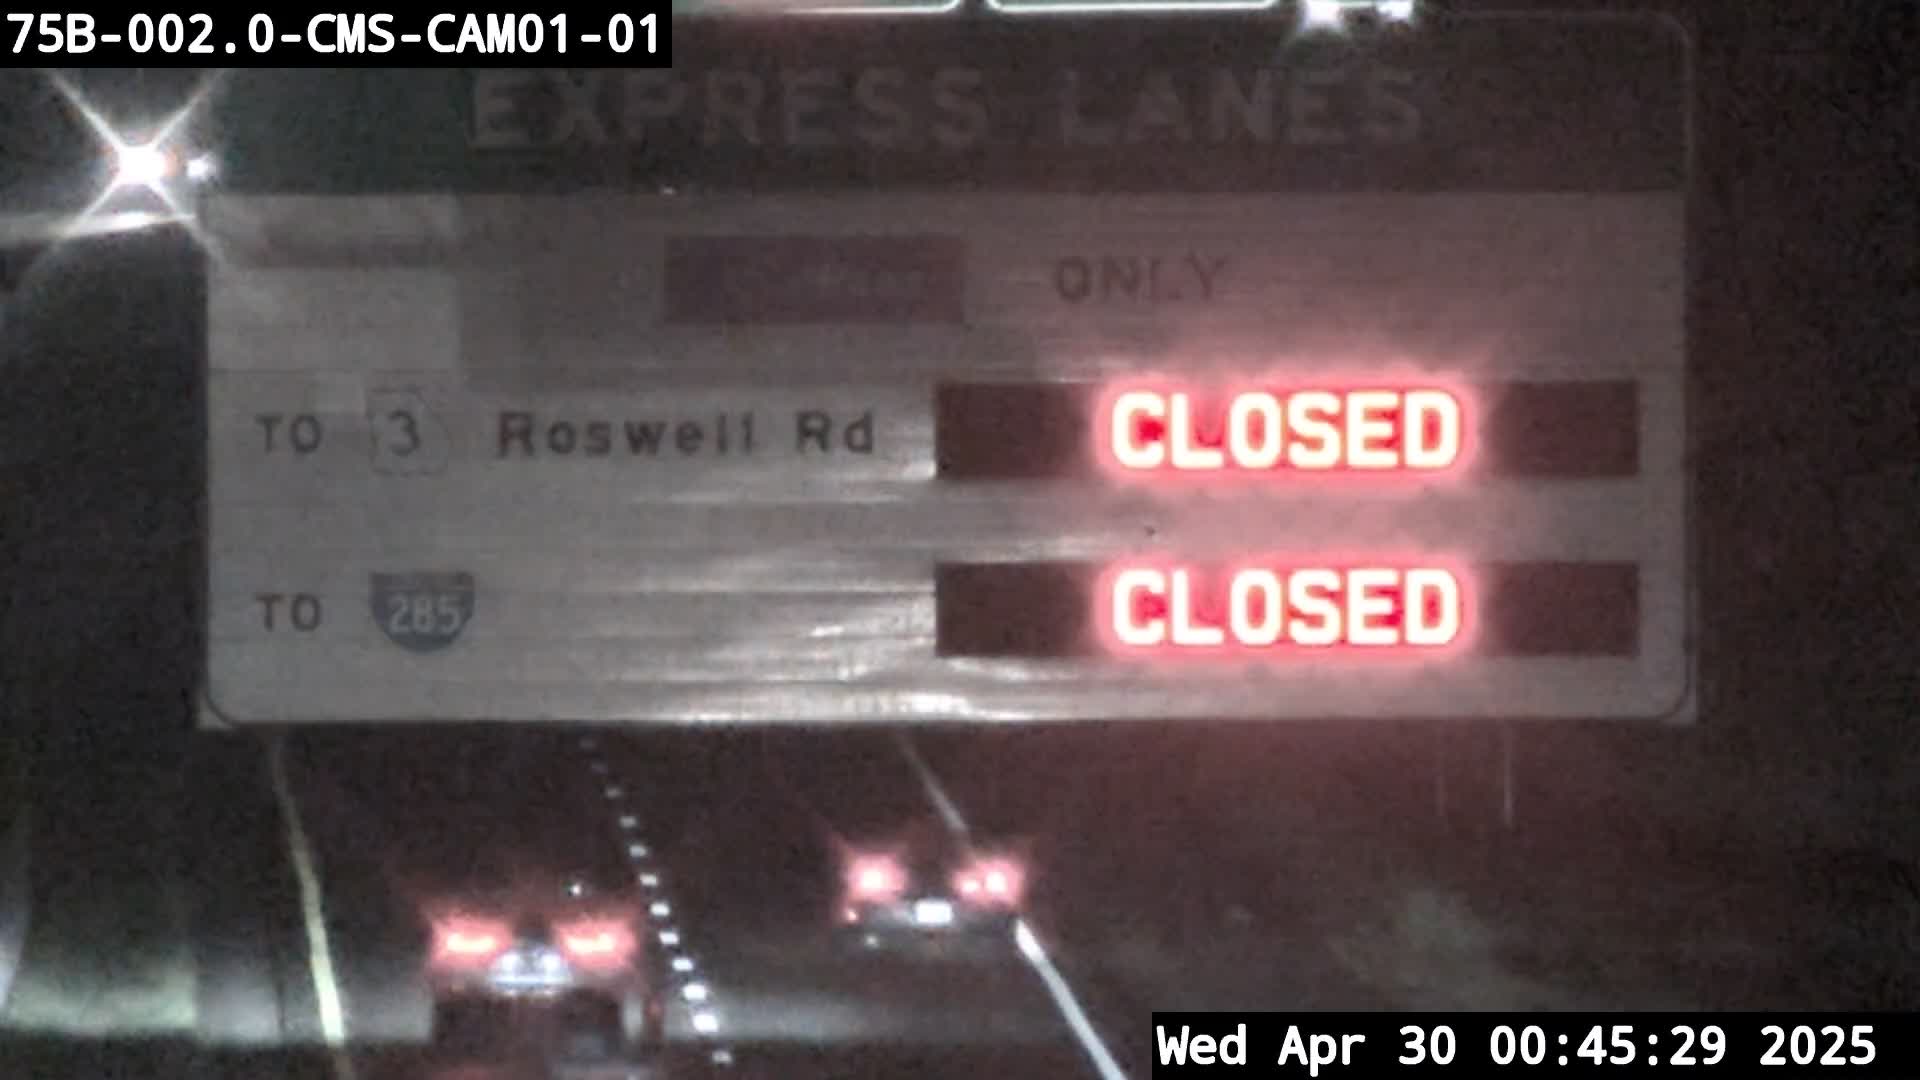 75B-002.0-CMS-CAM01-01
EXPRESS LANES
ONLY
TO 3 Roswell Rd CLOSED
TO 285 CLOSED
Wed Apr 30 00:45:29 2025